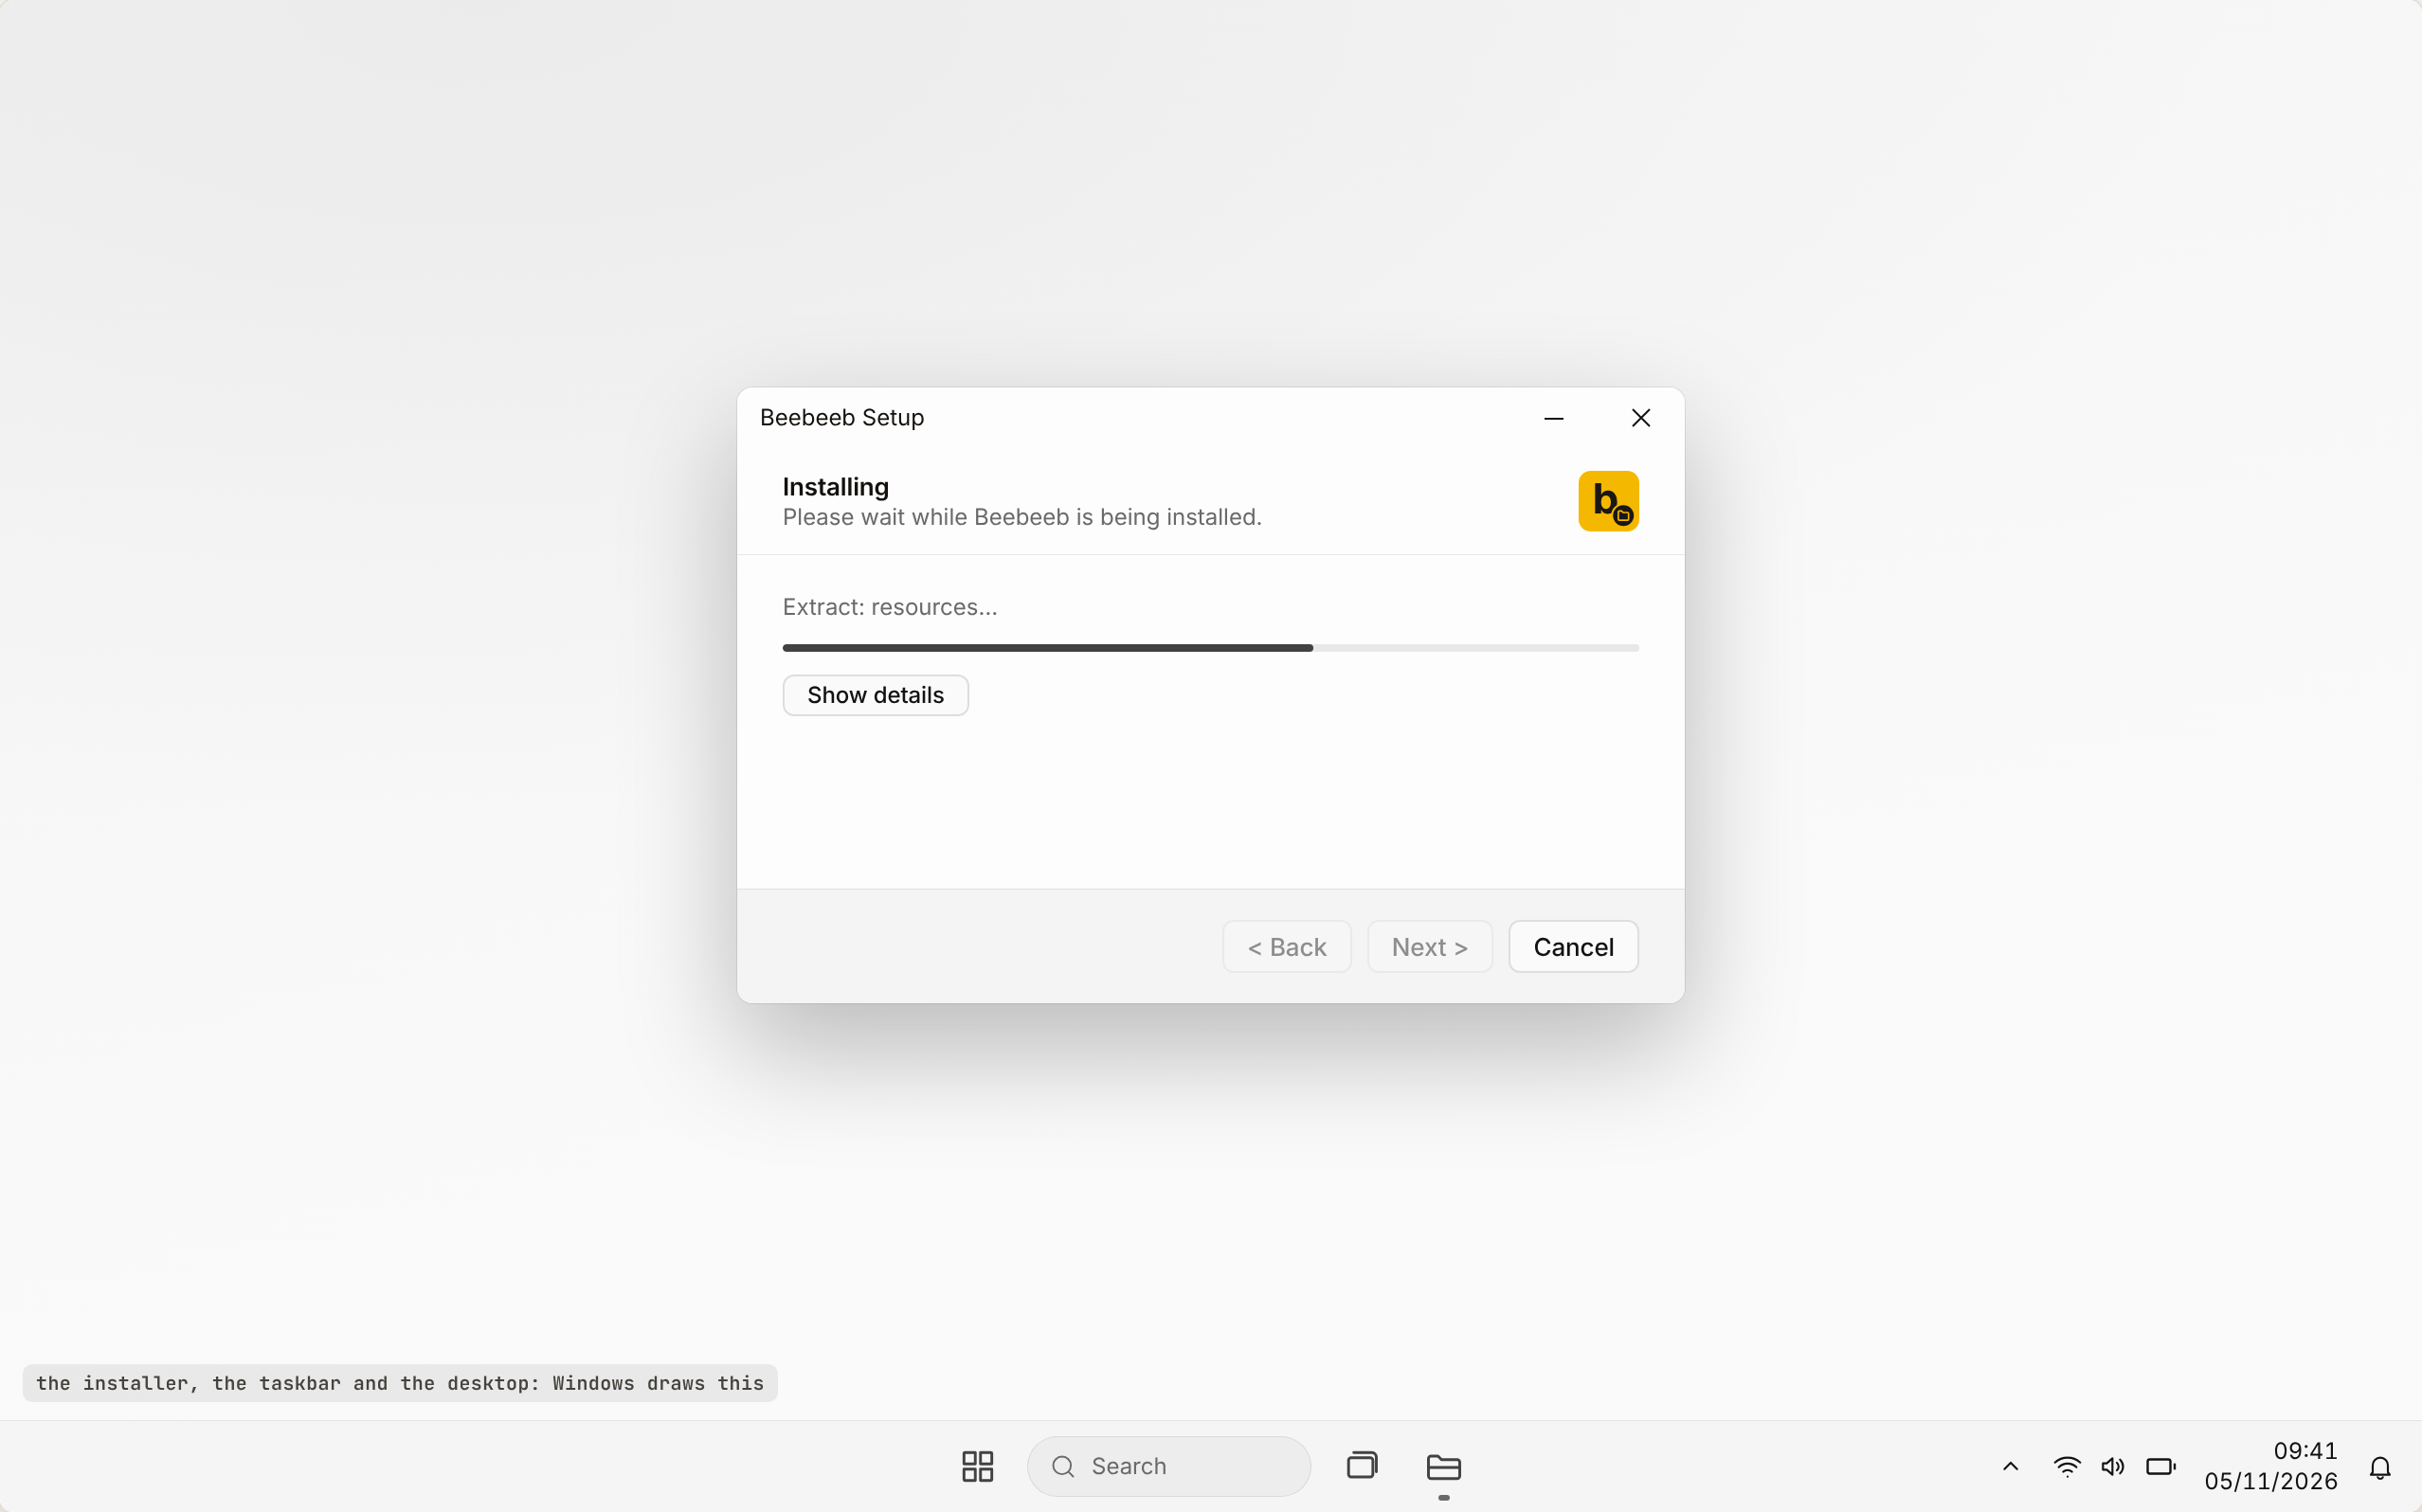 Beebeeb Setup
Installing
Please wait while Beebeeb is being installed.
b
Extract: resources...
Show details
< Back
Next >
Cancel
the installer, the taskbar and the desktop: Windows draws this
Search
09:41
05/11/2026